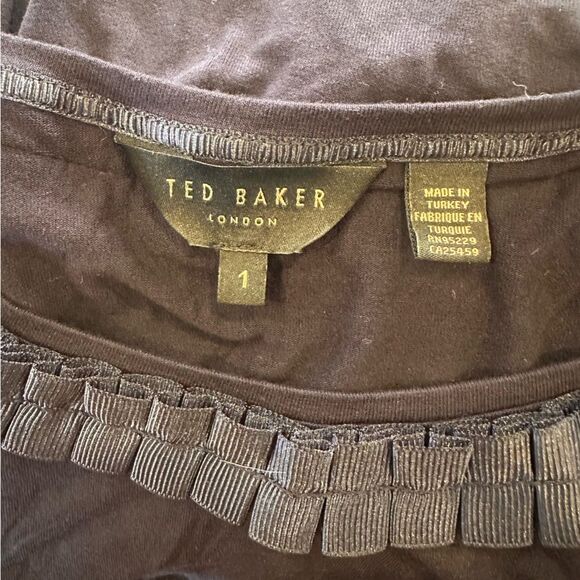 TED BAKER
LONDON
1
MADE IN
TURKEY
FABRIQUE EN
TURQUIE
RN95229
CA25459